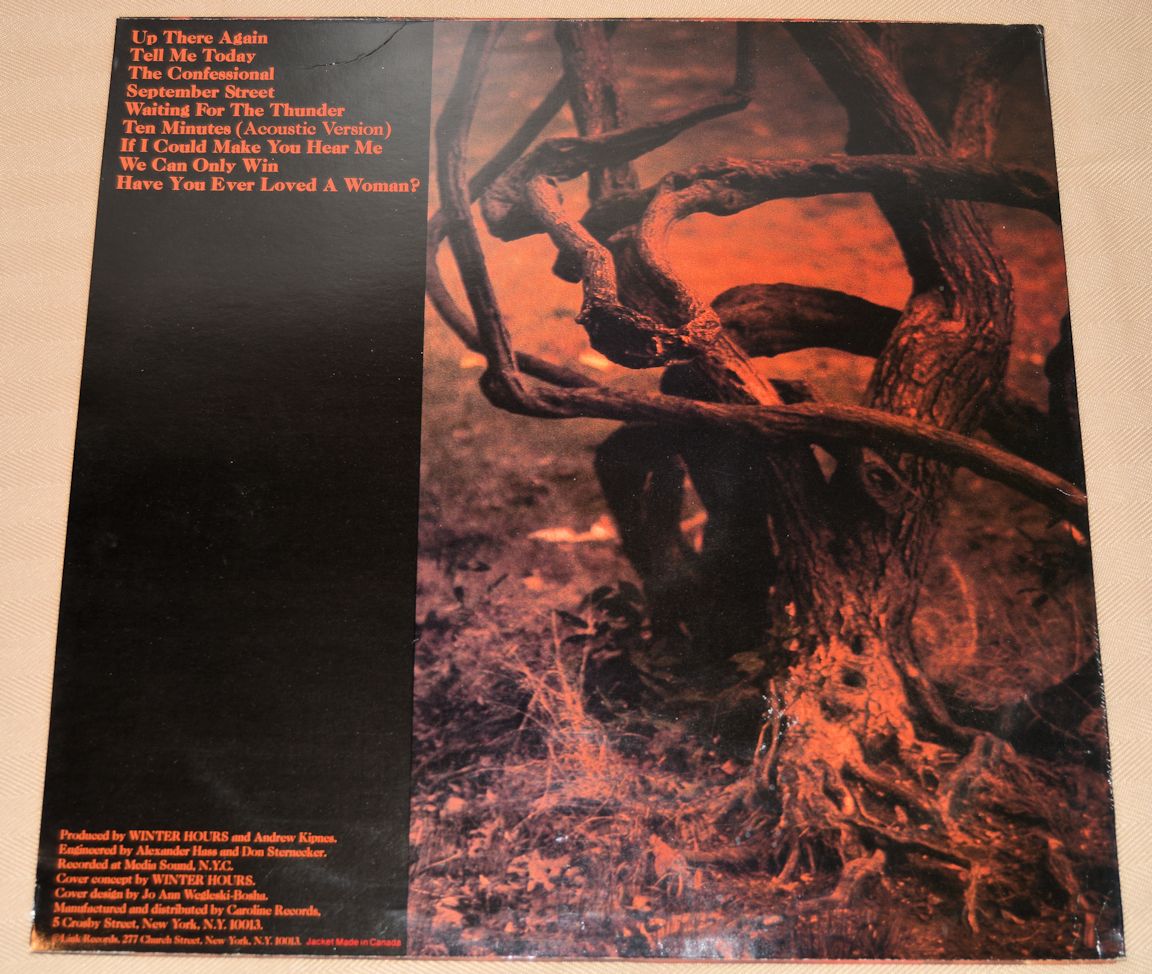 Up There Again
Tell Me Today
The Confessional
September Street
Waiting For The Thunder
Ten Minutes (Acoustic Version)
If I Could Make You Hear Me
We Can Only Win
Have You Ever Loved A Woman?
Produced by WINTER HOURS and Andrew Kipnes.
Engineered by Alexander Hass and Don Sternecker.
Recorded at Media Sound, N.Y.C.
Cover concept by WINTER HOURS.
Cover design by Jo Ann Wegleski-Bosha.
Manufactured and distributed by Caroline Records,
5 Crosby Street, New York, N.Y. 10013.
Link Records, 277 Church Street, New York, N.Y. 10013. Jacket Made in Canada